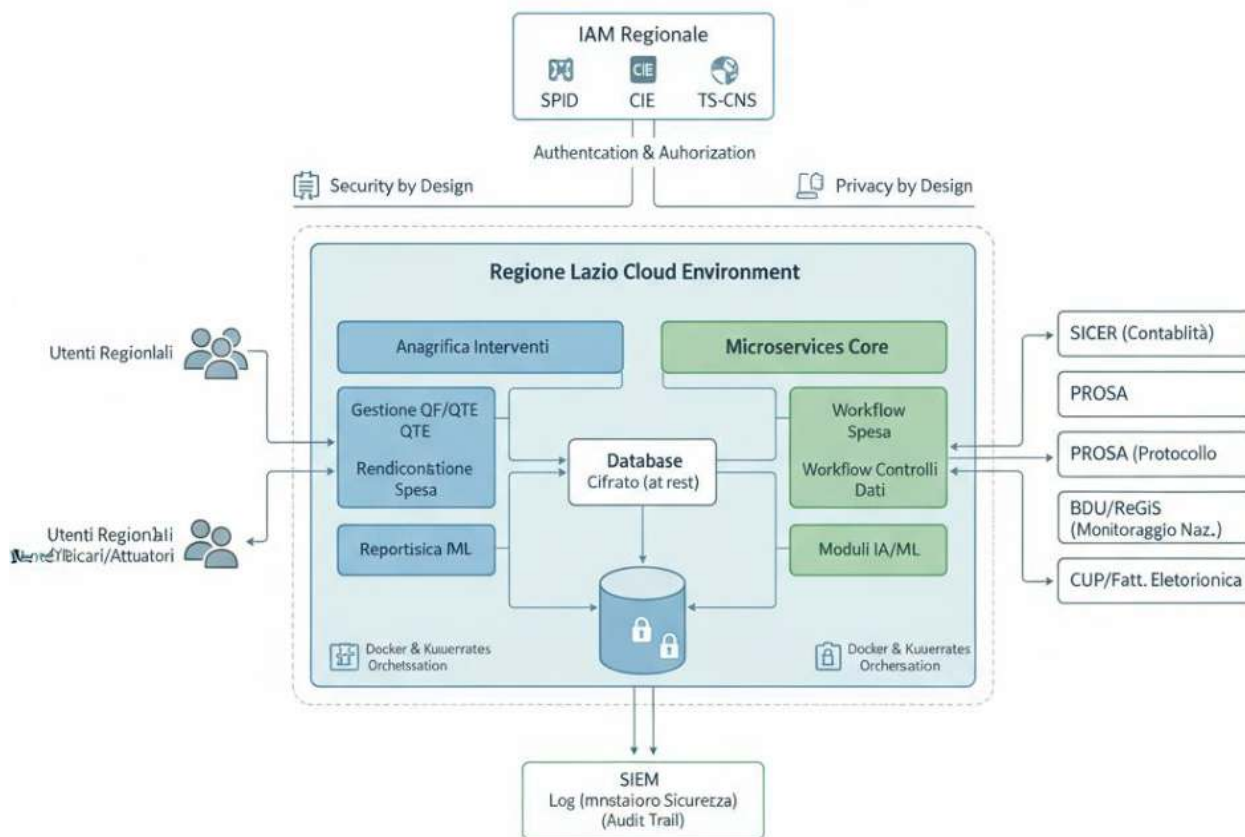 IAM Regionale
CIE
SPID
CIE
TS-CNS
Authentcation & Auhorization
Security by Design
Privacy by Design
Regione Lazio Cloud Environment
Utenti Regionlali
Anagrifica Interventi
Microservices Core
Gestione QF/QTE
QTE
Rendiconstione
Spesa
Database
Cifrato (at rest)
Workflow
Spesa
Workflow Controlli
Dati
SICER (Contablità)
PROSA
PROSA (Protocollo
BDU/ReGiS
(Monitoraggio Naz.)
CUP/Fatt. Eletorionica
Utenti Regionlali
/Attuatori
Reportisica IML
Moduli IA/ML
Docker & Kuuerrates
Orchetssation
Docker & Kuuerrates
Orchersation
SIEM
Log (mnstaioro Sicurezza)
(Audit Trail)